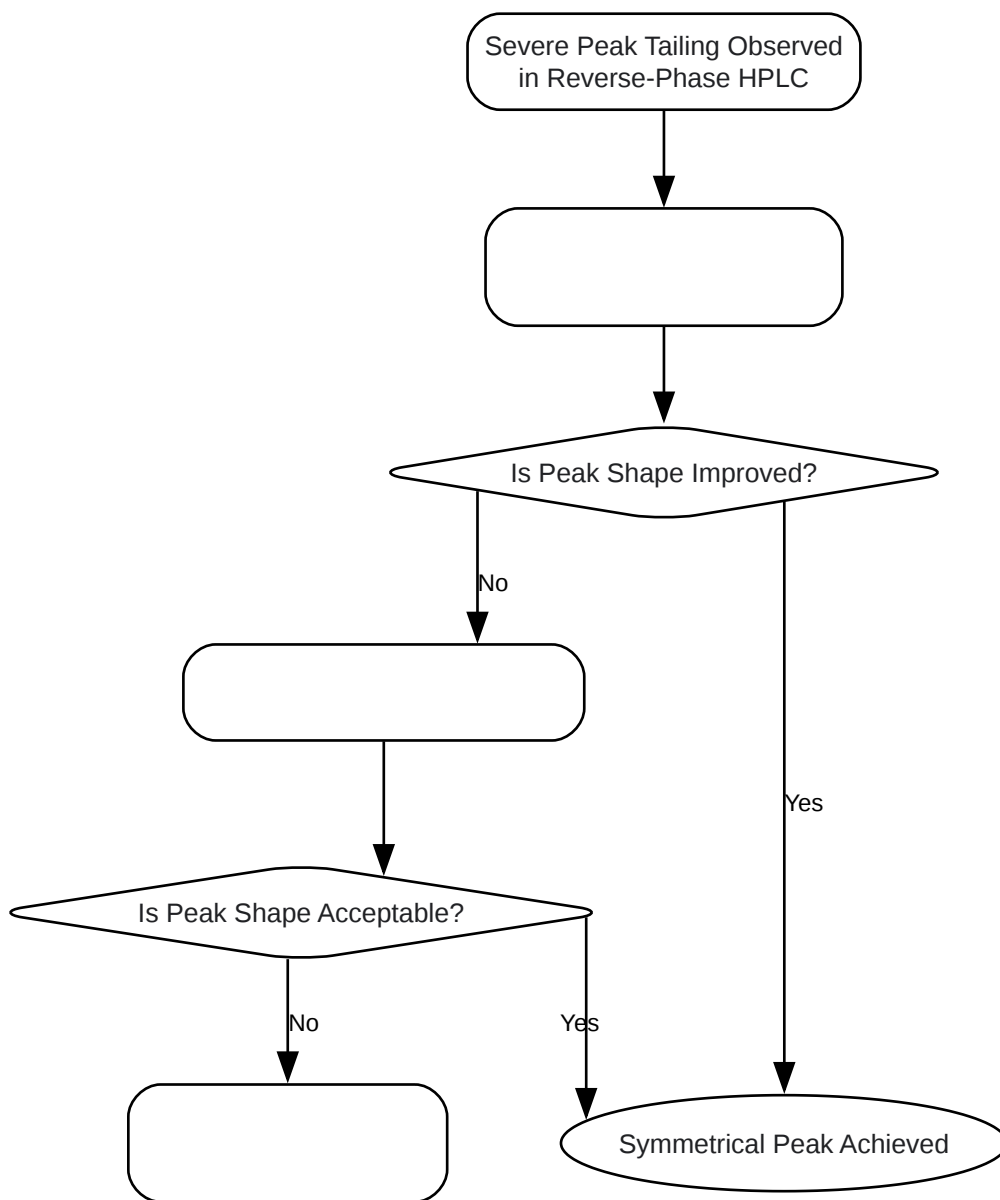 Severe Peak Tailing Observed
in Reverse-Phase HPLC
Is Peak Shape Improved?
No
Yes
Is Peak Shape Acceptable?
No
Yes
Symmetrical Peak Achieved